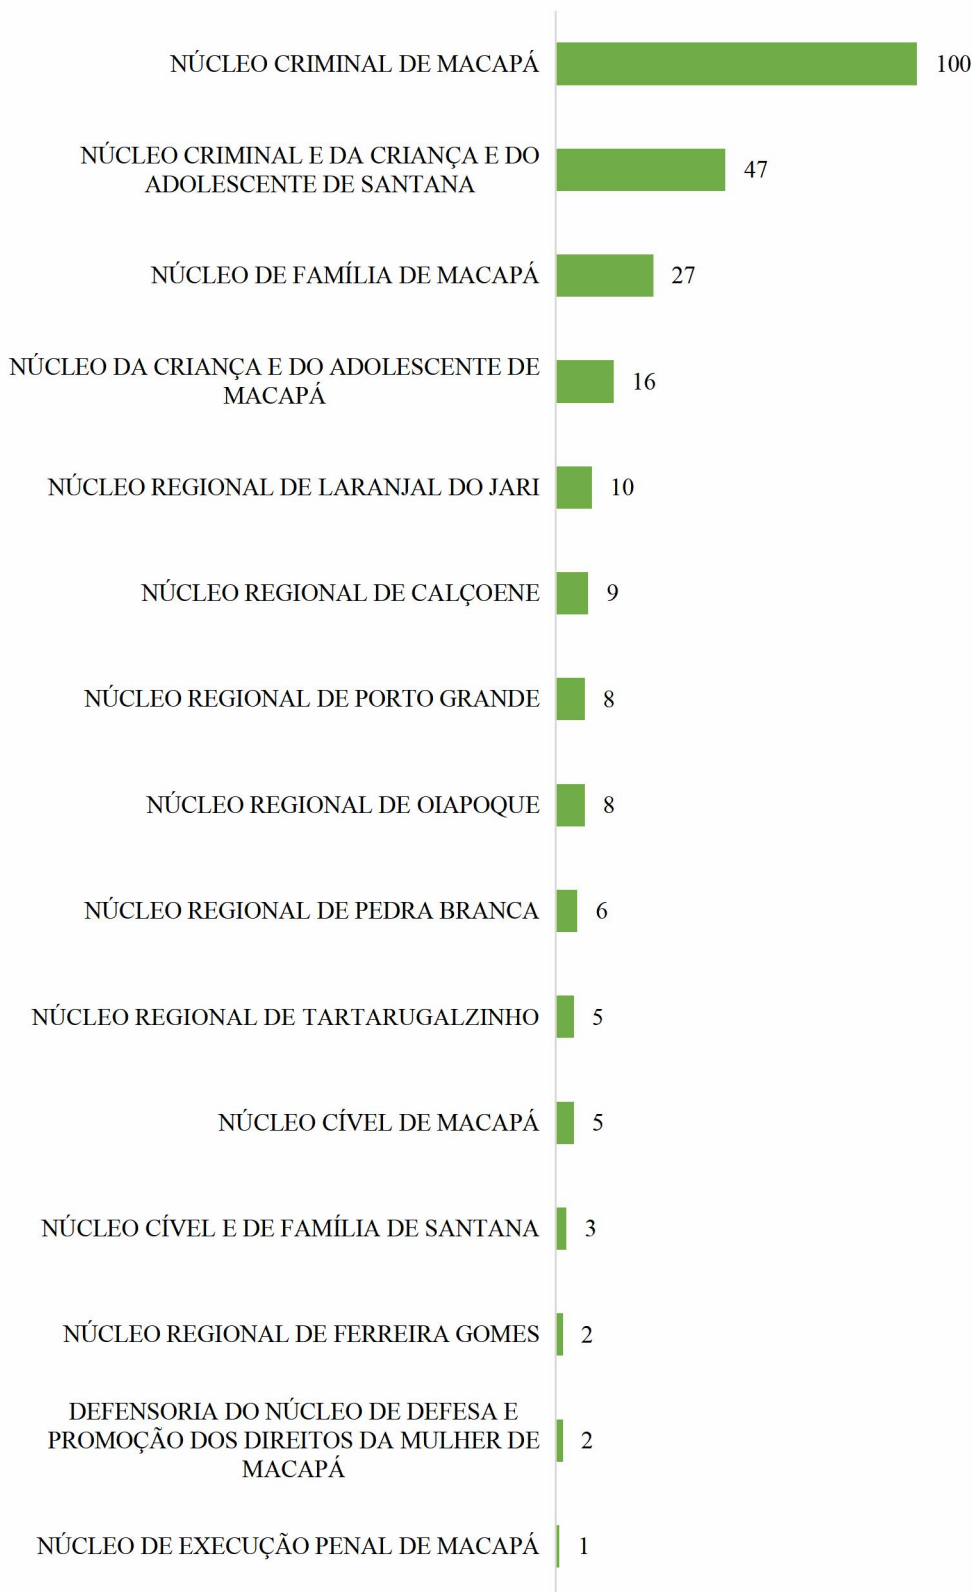 NÚCLEO CRIMINAL DE MACAPÁ 100
NÚCLEO CRIMINAL E DA CRIANÇA E DO
ADOLESCENTE DE SANTANA 47
NÚCLEO DE FAMÍLIA DE MACAPÁ 27
NÚCLEO DA CRIANÇA E DO ADOLESCENTE DE
MACAPÁ 16
NÚCLEO REGIONAL DE LARANJAL DO JARI 10
NÚCLEO REGIONAL DE CALÇOENE 9
NÚCLEO REGIONAL DE PORTO GRANDE 8
NÚCLEO REGIONAL DE OIAPOQUE 8
NÚCLEO REGIONAL DE PEDRA BRANCA 6
NÚCLEO REGIONAL DE TARTARUGALZINHO 5
NÚCLEO CÍVEL DE MACAPÁ 5
NÚCLEO CÍVEL E DE FAMÍLIA DE SANTANA 3
NÚCLEO REGIONAL DE FERREIRA GOMES 2
DEFENSORIA DO NÚCLEO DE DEFESA E
PROMOÇÃO DOS DIREITOS DA MULHER DE 2
MACAPÁ
NÚCLEO DE EXECUÇÃO PENAL DE MACAPÁ 1